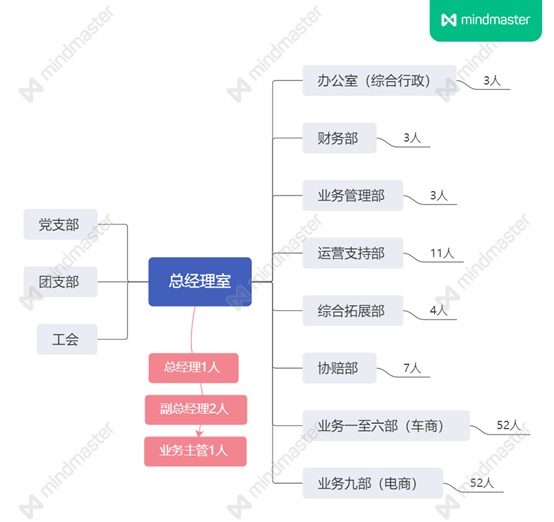 mindmaster
办公室（综合行政）
3人
财务部
3人
业务管理部
3人
党支部
运营支持部
11人
团支部
总经理室
综合拓展部
4人
工会
总经理1人
协赔部
7人
副总经理2人
业务一至六部（车商）
52人
业务主管1人
业务九部（电商）
52人
mindmaster
mindmaster
mindmaster
mindmaster
mindmaster
mindmaster
mindmaster
mindmaster
mindmaster